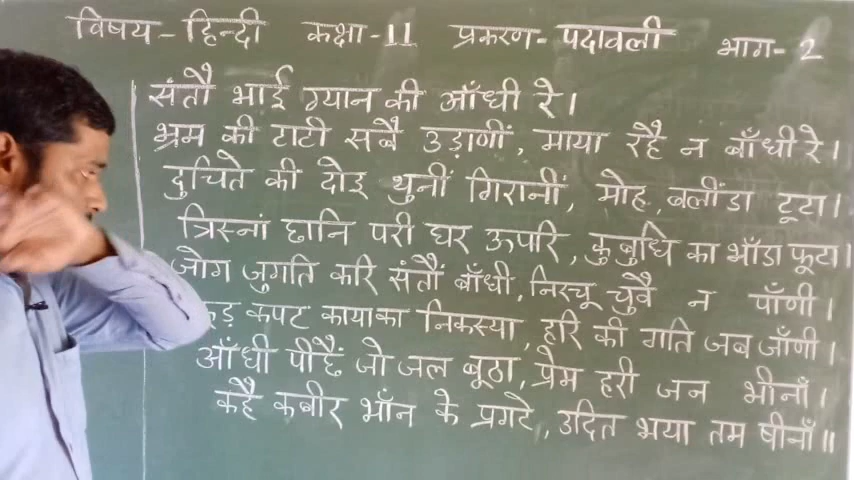 विषय - हिन्दी कक्षा - 11 प्रकरण - पदावली भाग - 2
संतौ भाई ग्यान की आँधी रे।
भ्रम की टाटी सबै उड़ाणीं, माया रहै न बाँधी रे।
दुचिते की दोइ थुनीं गिरानीं, मोह बलींडा टूटा।
त्रिस्नां छानि परी घर ऊपरि, कुबुधि का भाँडा फूटा।
जोग जुगति करि संतौं बाँधी, निरचू चुवै न पाँणी।
कूड़ कपट काया का निकस्या, हरि की गति जब जाँणी।
आँधी पीछैं जो जल बूठा, प्रेम हरी जन भीनाँ।
कहै कबीर भाँन के प्रगटे, उदित भया तम षीनाँ॥